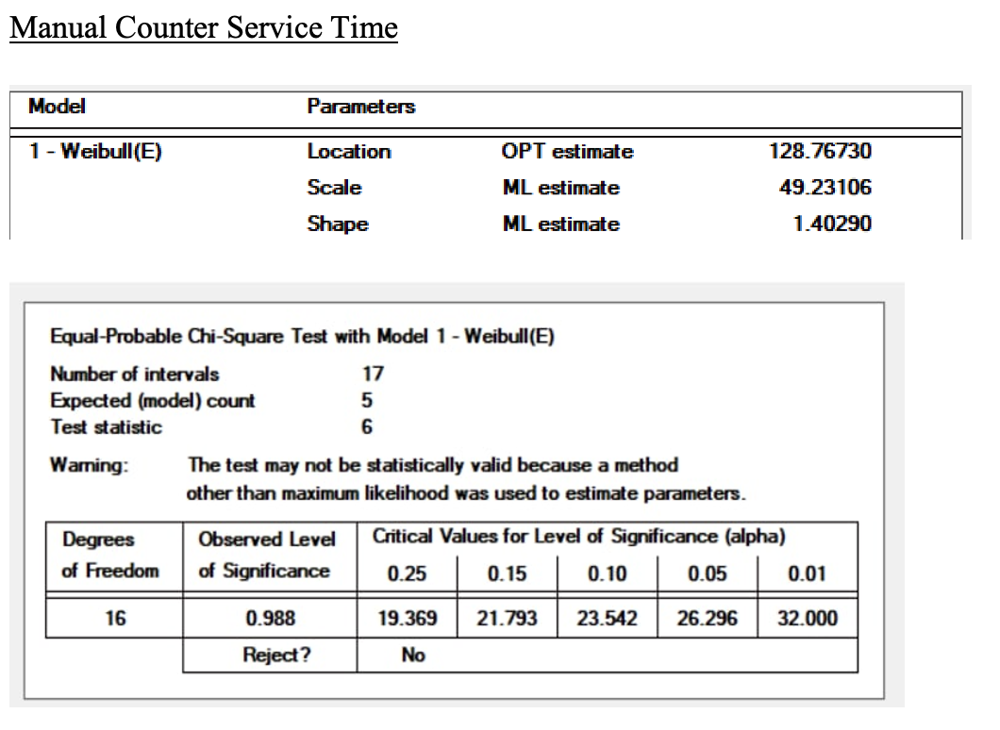 Manual Counter Service Time
Model Parameters
1 - Weibull(E) Location OPT estimate 128.76730
Scale ML estimate 49.23106
Shape ML estimate 1.40290
Equal-Probable Chi-Square Test with Model 1 - Weibull(E)
Number of intervals 17
Expected (model) count 5
Test statistic 6
Warning: The test may not be statistically valid because a method
other than maximum likelihood was used to estimate parameters.
Degrees Observed Level Critical Values for Level of Significance (alpha)
of Freedom of Significance 0.25 0.15 0.10 0.05 0.01
16 0.988 19.369 21.793 23.542 26.296 32.000
Reject? No